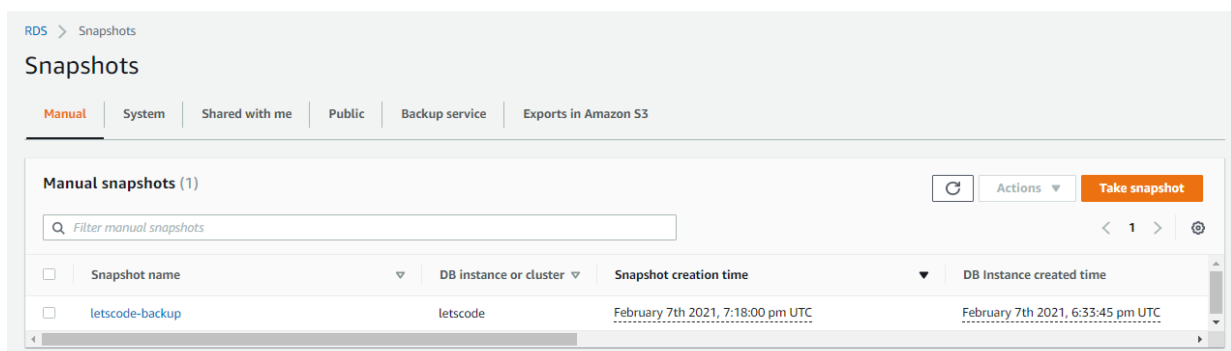 RDS > Snapshots
Snapshots
Manual System Shared with me Public Backup service Exports in Amazon S3
Manual snapshots (1) Actions Take snapshot
Filter manual snapshots 1
Snapshot name DB instance or cluster Snapshot creation time DB Instance created time
letscode-backup letscode February 7th 2021, 7:18:00 pm UTC February 7th 2021, 6:33:45 pm UTC